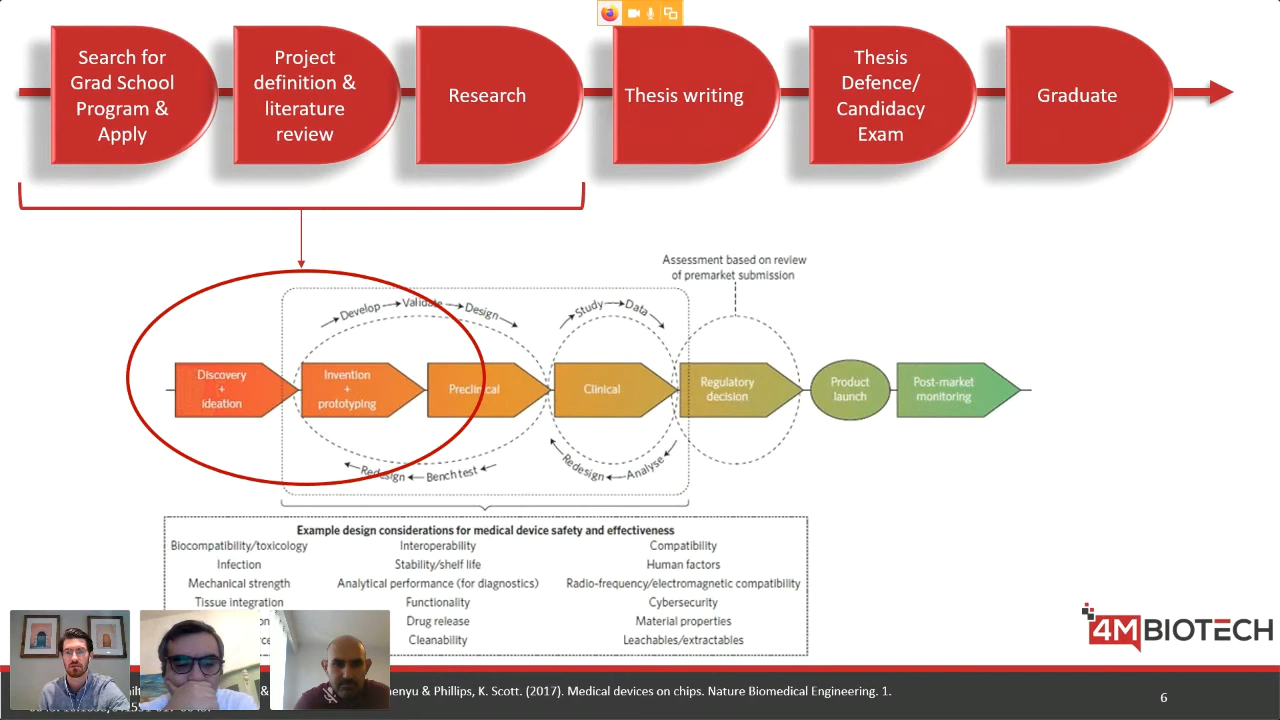 Search for
Grad School
Program &
Apply
Project
definition &
literature
review
Research
Thesis writing
Thesis
Defence/
Candidacy
Exam
Graduate
Assessment based on review
of premarket submission
Develop
Validate
Design
Study
Data
Discovery
+
ideation
Invention
+
prototyping
Preclinical
Clinical
Regulatory
decision
Product
launch
Post-market
monitoring
Redesign
Bench test
Redesign
Analyse
Example design considerations for medical device safety and effectiveness
Biocompatibility/toxicology Interoperability Compatibility
Infection Stability/shelf life Human factors
Mechanical strength Analytical performance (for diagnostics) Radio-frequency/electromagnetic compatibility
Tissue integration Functionality Cybersecurity
Drug release Material properties
Cleanability Leachables/extractables
4MBIOTECH
& Phillips, K. Scott. (2017). Medical devices on chips. Nature Biomedical Engineering. 1.
6